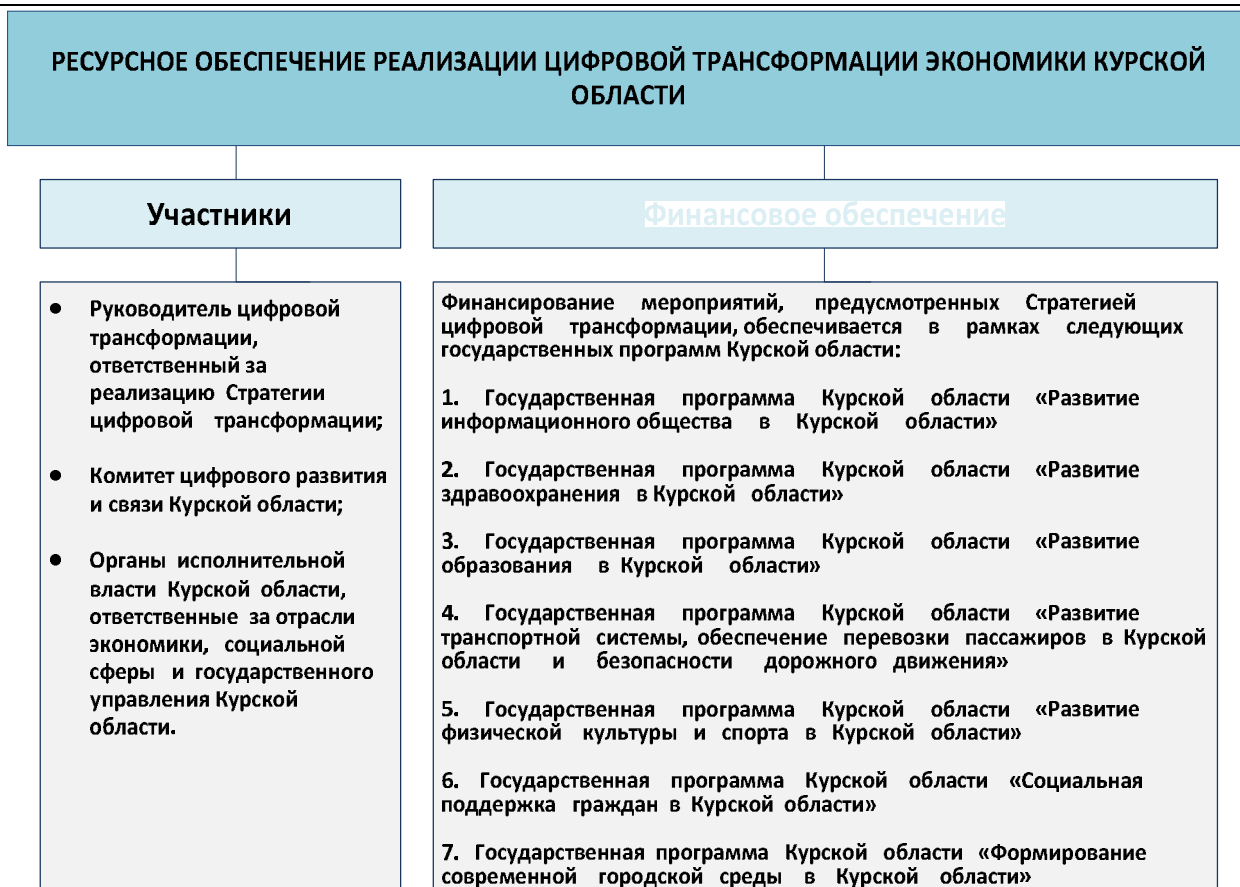 РЕСУРСНОЕ ОБЕСПЕЧЕНИЕ РЕАЛИЗАЦИИ ЦИФРОВОЙ ТРАНСФОРМАЦИИ ЭКОНОМИКИ КУРСКОЙ
ОБЛАСТИ
Участники
• Руководитель цифровой
трансформации,
ответственный за
реализацию Стратегии
цифровой трансформации;
• Комитет цифрового развития
и связи Курской области;
• Органы исполнительной
власти Курской области,
ответственные за отрасли
экономики, социальной
сферы и государственного
управления Курской
области.
Финансовое обеспечение
Финансирование мероприятий, предусмотренных Стратегией
цифровой трансформации, обеспечивается в рамках следующих
государственных программ Курской области:
1. Государственная программа Курской области «Развитие
информационного общества в Курской области»
2. Государственная программа Курской области «Развитие
здравоохранения в Курской области»
3. Государственная программа Курской области «Развитие
образования в Курской области»
4. Государственная программа Курской области «Развитие
транспортной системы, обеспечение перевозки пассажиров в Курской
области и безопасности дорожного движения»
5. Государственная программа Курской области «Развитие
физической культуры и спорта в Курской области»
6. Государственная программа Курской области «Социальная
поддержка граждан в Курской области»
7. Государственная программа Курской области «Формирование
современной городской среды в Курской области»